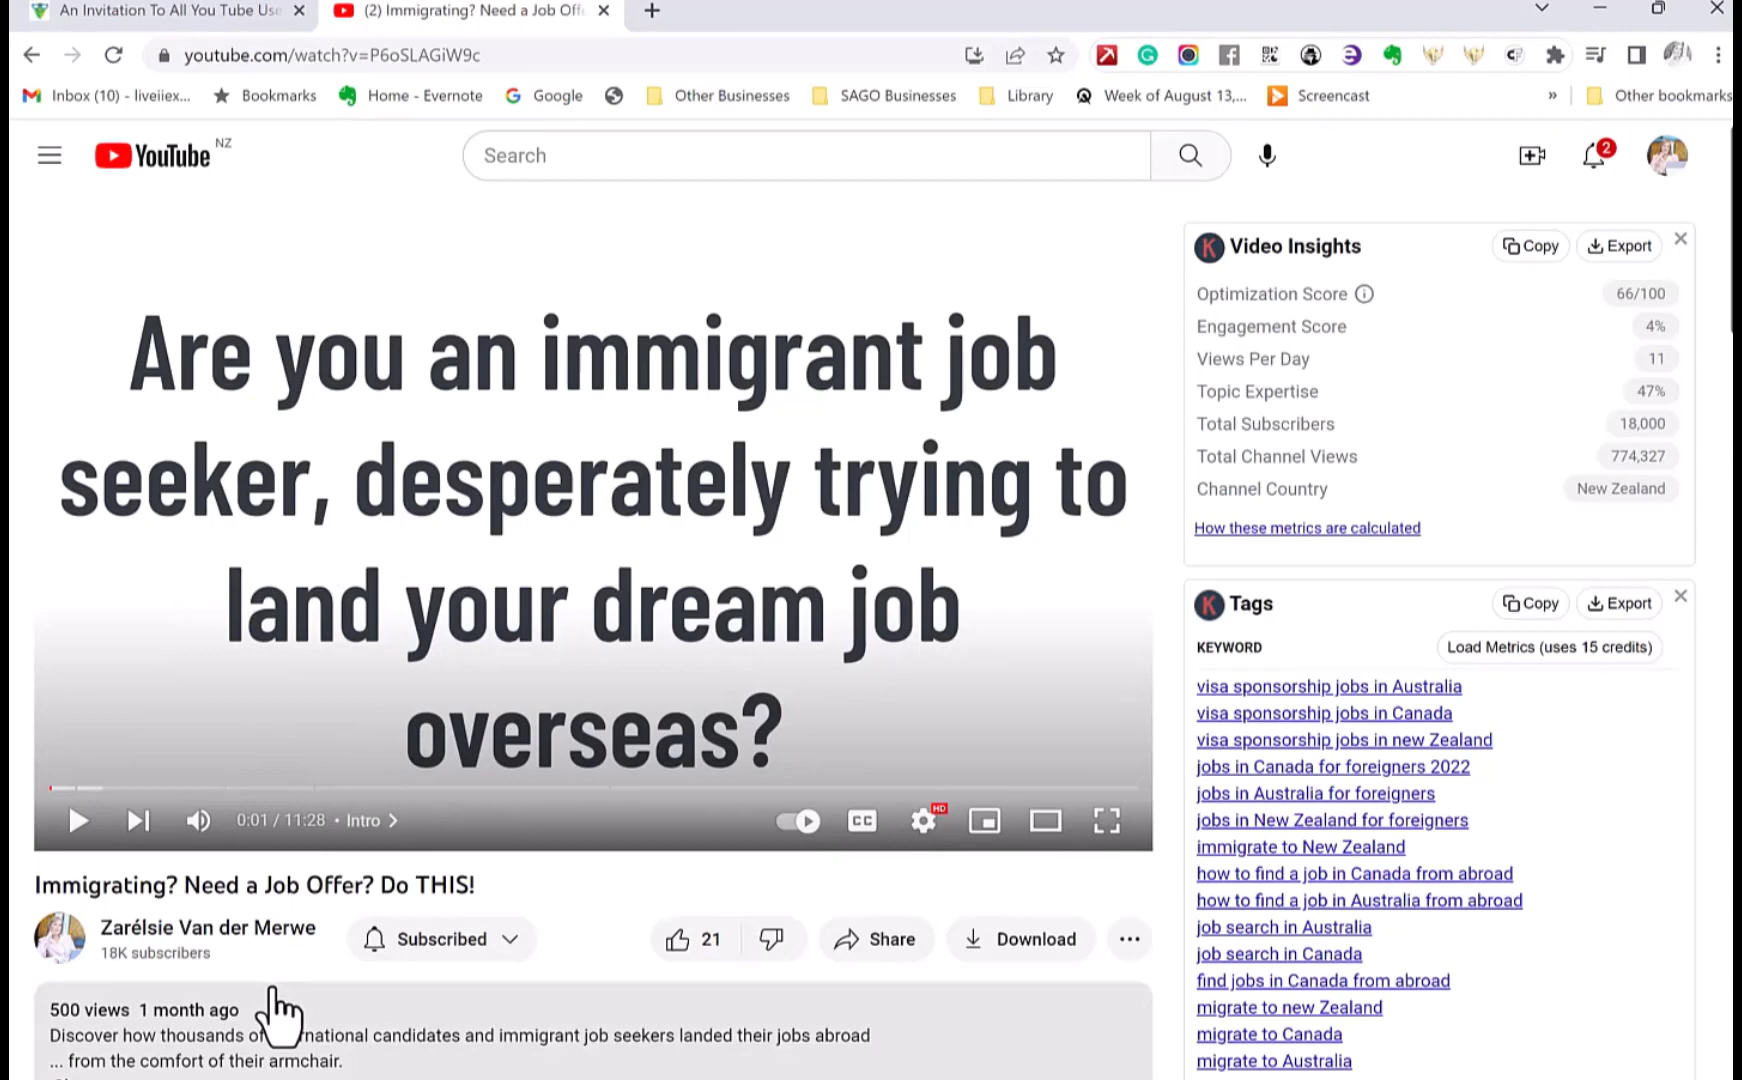 An Invitation To All You Tube Use
(2) Immigrating? Need a Job Off
youtube.com/watch?v=P6oSLAGiW9c
Inbox (10) - liveiiex...
Bookmarks
Home - Evernote
Google
Other Businesses
SAGO Businesses
Library
Week of August 13,...
Screencast
»
Other bookmarks
YouTube NZ
Search
2
Are you an immigrant job
seeker, desperately trying to
land your dream job
overseas?
0:01 / 11:28 • Intro
CC
HD
Immigrating? Need a Job Offer? Do THIS!
Zarélsie Van der Merwe
18K subscribers
Subscribed
21
Share
Download
500 views 1 month ago
Discover how thousands of national candidates and immigrant job seekers landed their jobs abroad
... from the comfort of their armchair.
K Video Insights
Copy
Export
Optimization Score 66/100
Engagement Score 4%
Views Per Day 11
Topic Expertise 47%
Total Subscribers 18,000
Total Channel Views 774,327
Channel Country New Zealand
How these metrics are calculated
K Tags
Copy
Export
KEYWORD
Load Metrics (uses 15 credits)
visa sponsorship jobs in Australia
visa sponsorship jobs in Canada
visa sponsorship jobs in new Zealand
jobs in Canada for foreigners 2022
jobs in Australia for foreigners
jobs in New Zealand for foreigners
immigrate to New Zealand
how to find a job in Canada from abroad
how to find a job in Australia from abroad
job search in Australia
job search in Canada
find jobs in Canada from abroad
migrate to new Zealand
migrate to Canada
migrate to Australia